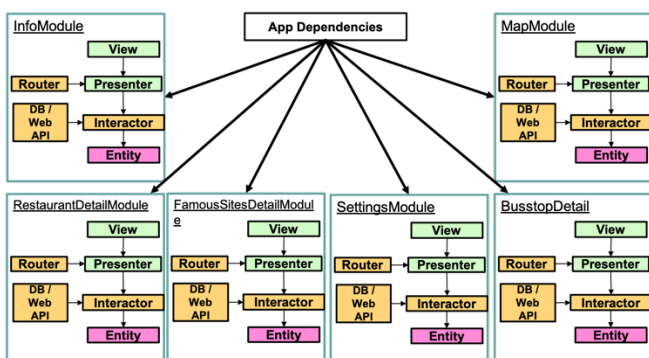 App Dependencies
InfoModule
View
Router
Presenter
DB /
Web
API
Interactor
Entity
MapModule
View
Router
Presenter
DB /
Web
API
Interactor
Entity
RestaurantDetailModule
View
Router
Presenter
DB /
Web
API
Interactor
Entity
FamousSitesDetailModul
e
View
Router
Presenter
DB /
Web
API
Interactor
Entity
SettingsModule
View
Router
Presenter
DB /
Web
API
Interactor
Entity
BusstopDetail
View
Router
Presenter
DB /
Web
API
Interactor
Entity